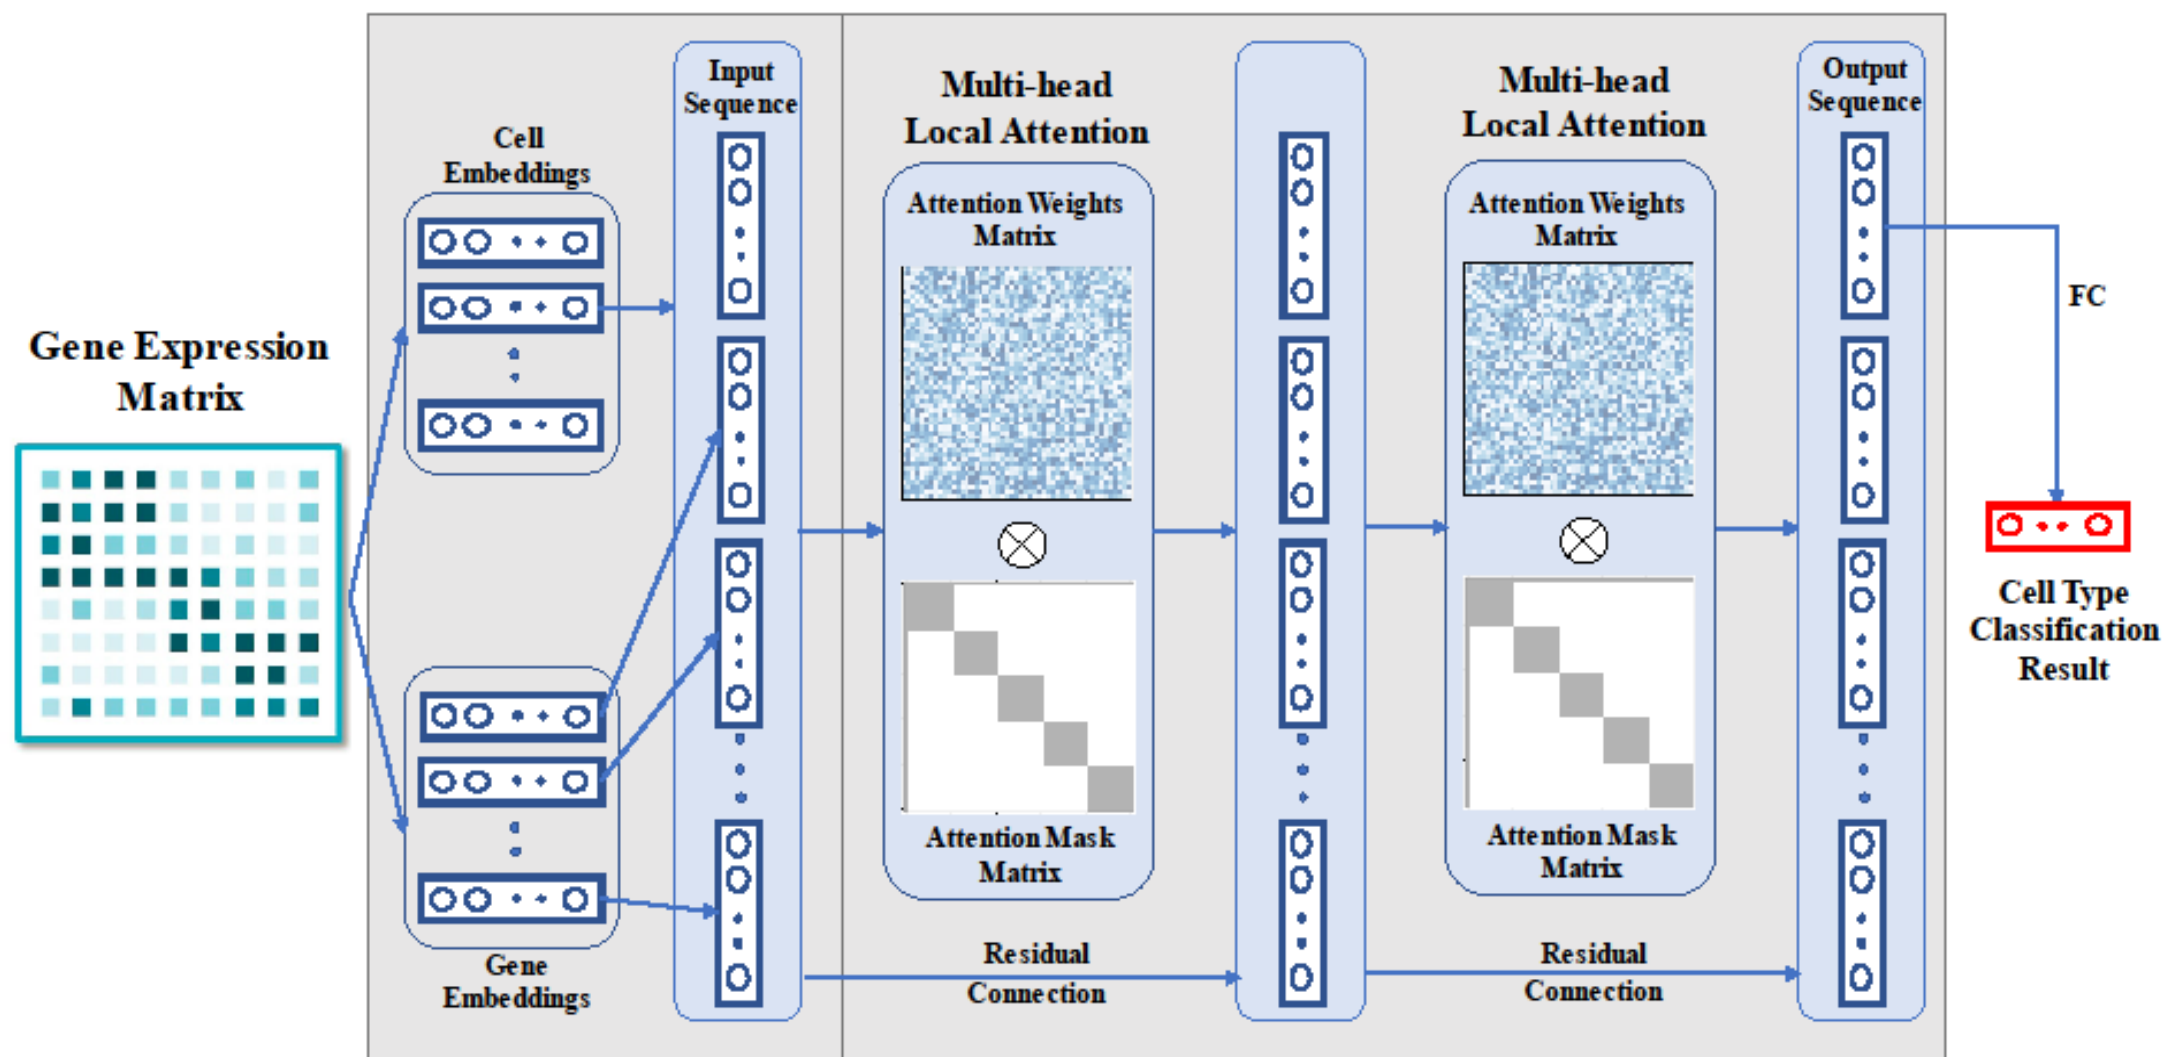 Gene Expression
Matrix
Cell
Embeddings
Gene
Embeddings
Input
Sequence
Multi-head
Local Attention
Attention Weights
Matrix
Attention Mask
Matrix
Residual
Connection
Multi-head
Local Attention
Attention Weights
Matrix
Attention Mask
Matrix
Residual
Connection
Output
Sequence
FC
Cell Type
Classification
Result